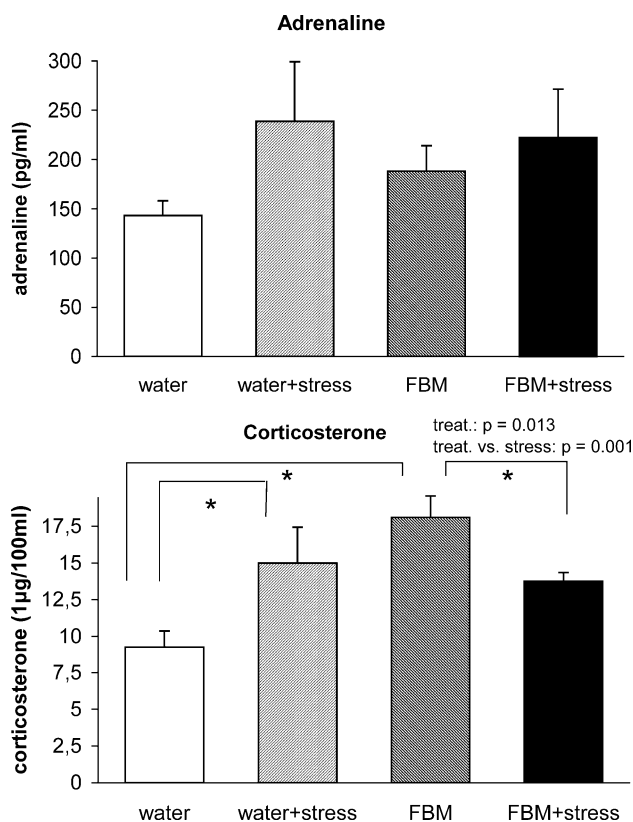 Adrenaline
adrenaline (pg/ml)
300
250
200
150
100
50
0
water water+stress FBM FBM+stress
treat.: p = 0.013
Corticosterone
treat. vs. stress: p = 0.001
* * *
corticosterone (1µg/100ml)
17,5
15
12,5
10
7,5
5
2,5
0
water water+stress FBM FBM+stress